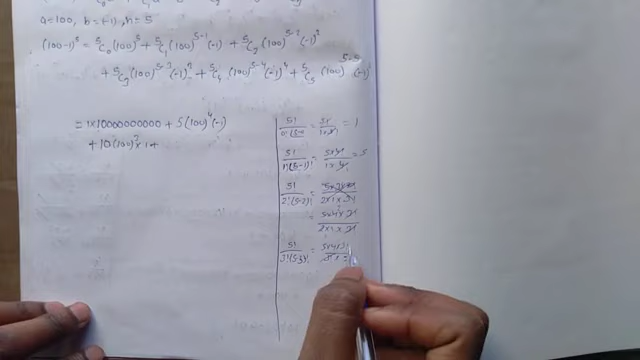 a=100, b=(-1), n=5
(100-1)⁵ = ⁵C₀(100)⁵ + ⁵C₁(100)⁵⁻¹(-1) + ⁵C₂(100)⁵⁻²(-1)²
+ ⁵C₃(100)⁵⁻³(-1)³ + ⁵C₄(100)⁵⁻⁴(-1)⁴ + ⁵C₅(100)⁵⁻⁵(-1)⁵
= 1×10000000000 + 5(100)⁴(-1)
+ 10(100)³×1+
5!/0!(5-0)! = 5!/1×5! = 1
5!/1!(5-1)! = 5×4!/1×4! = 5
5!/2!(5-2)!
= 5×4×3!/2×1×3!
5!/3!(5-3)! = 5×4×3!